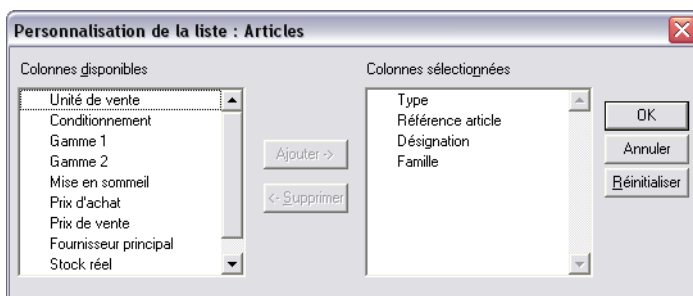 Personnalisation de la liste : Articles
Colonnes disponibles
Unité de vente
Conditionnement
Gamme 1
Gamme 2
Mise en sommeil
Prix d'achat
Prix de vente
Fournisseur principal
Stock réel
Ajouter ->
<- Supprimer
Colonnes sélectionnées
Type
Référence article
Désignation
Famille
OK
Annuler
Réinitialiser